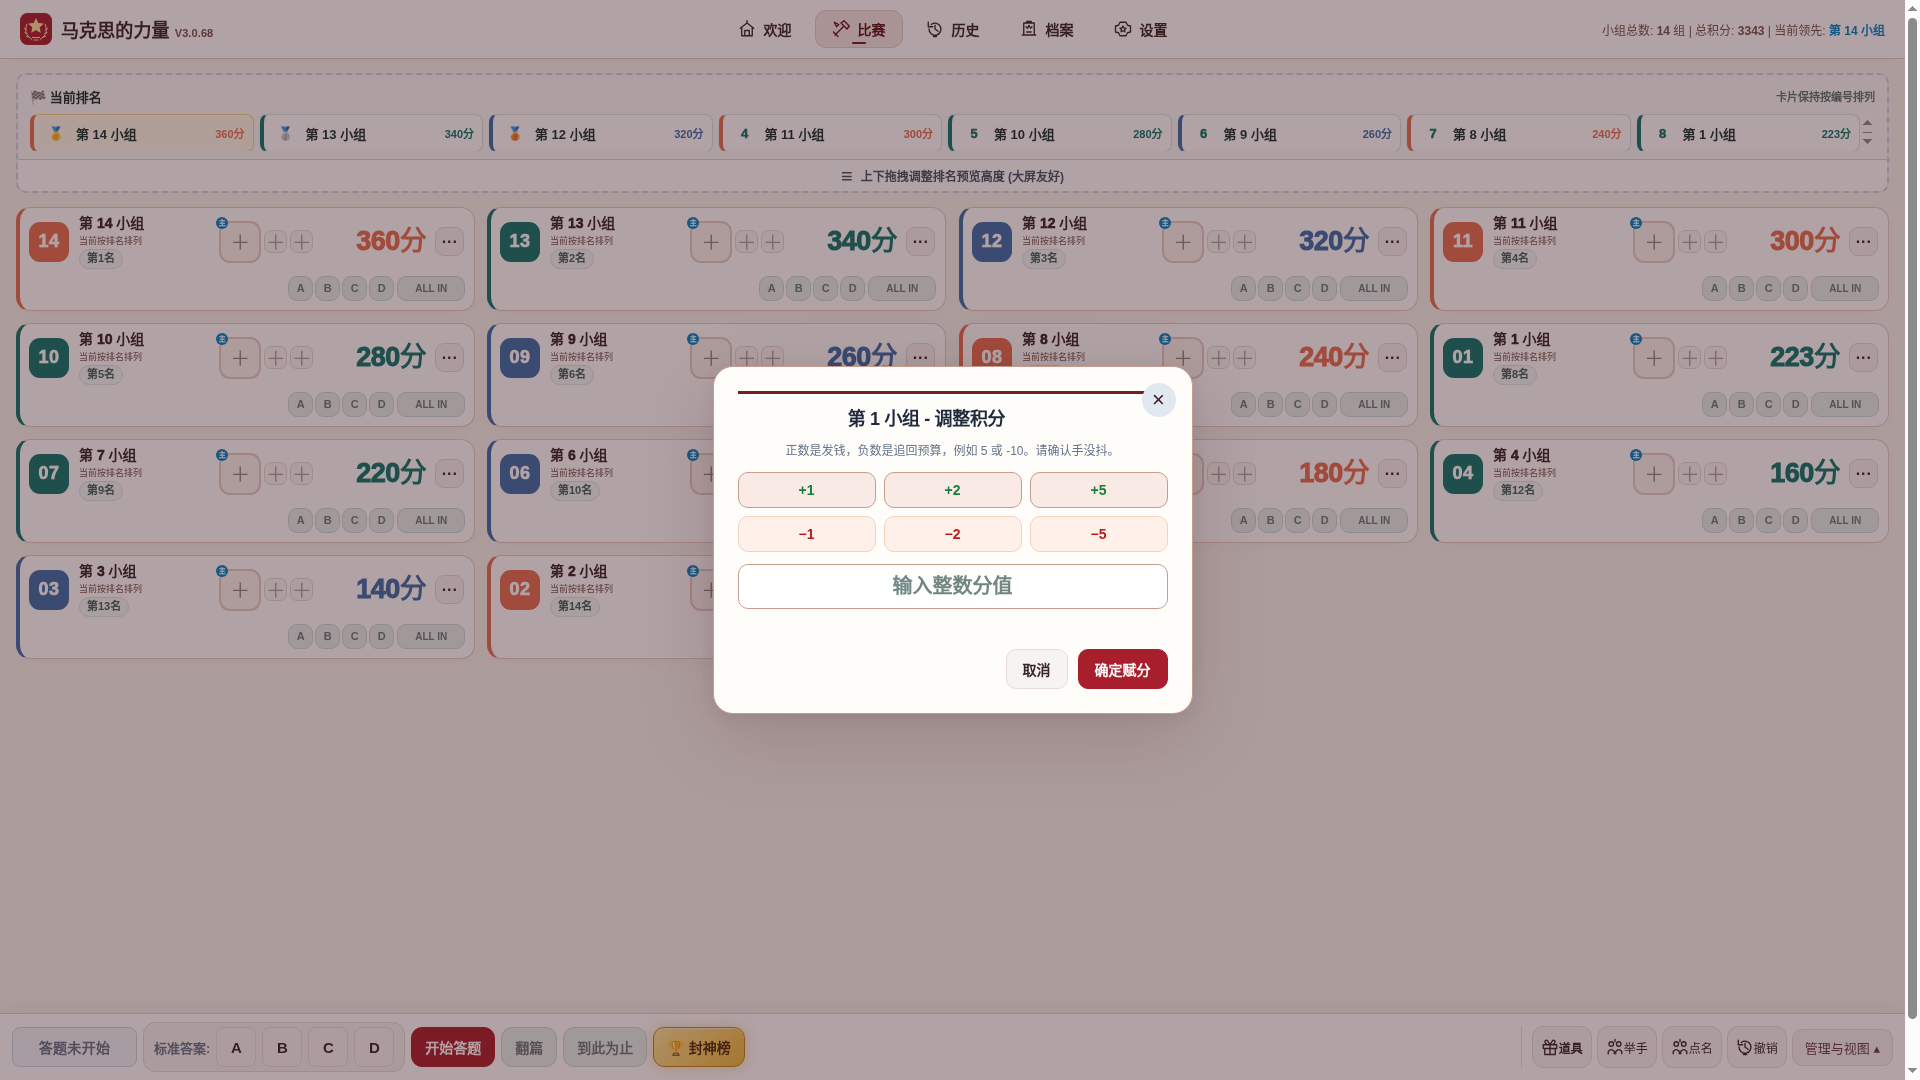 马克思的力量 V3.0.68
欢迎
比赛
历史
档案
设置
小组总数: 14 组 | 总积分: 3343 | 当前领先: 第 14 小组
🏁 当前排名
卡片保持按编号排列
🥇 第 14 小组 360分
🥈 第 13 小组 340分
🥉 第 12 小组 320分
4 第 11 小组 300分
5 第 10 小组 280分
6 第 9 小组 260分
7 第 8 小组 240分
8 第 1 小组 223分
上下拖拽调整排名预览高度 (大屏友好)
14 第 14 小组 当前按排名排列 第1名 主 360分 ···
A B C D ALL IN
13 第 13 小组 当前按排名排列 第2名 主 340分 ···
A B C D ALL IN
12 第 12 小组 当前按排名排列 第3名 主 320分 ···
A B C D ALL IN
11 第 11 小组 当前按排名排列 第4名 主 300分 ···
A B C D ALL IN
10 第 10 小组 当前按排名排列 第5名 主 280分 ···
A B C D ALL IN
09 第 9 小组 当前按排名排列 第6名 主 260分 ···
08 第 8 小组 当前按排名排列 主 240分 ···
A B C D ALL IN
01 第 1 小组 当前按排名排列 第8名 主 223分 ···
A B C D ALL IN
07 第 7 小组 当前按排名排列 第9名 主 220分 ···
A B C D ALL IN
06 第 6 小组 当前按排名排列 第10名 主
180分 ···
A B C D ALL IN
04 第 4 小组 当前按排名排列 第12名 主 160分 ···
A B C D ALL IN
03 第 3 小组 当前按排名排列 第13名 主 140分 ···
A B C D ALL IN
02 第 2 小组 当前按排名排列 第14名 主
第 1 小组 - 调整积分
正数是发钱，负数是追回预算，例如 5 或 -10。请确认手没抖。
+1 +2 +5
−1 −2 −5
输入整数分值
取消 确定赋分
答题未开始
标准答案: A B C D
开始答题
翻篇
到此为止
🏆 封神榜
道具
举手
点名
撤销
管理与视图 ▴